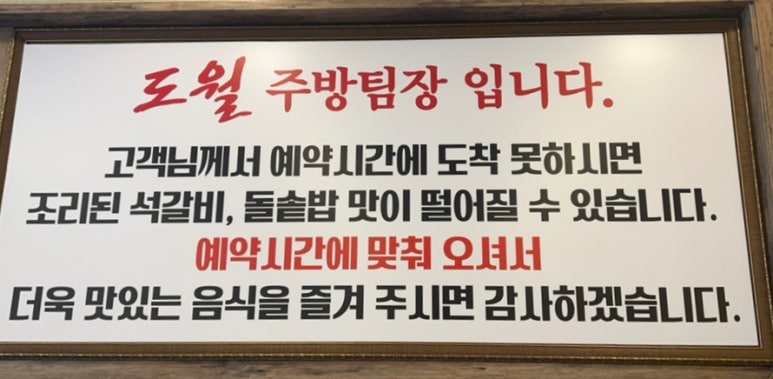 도월 주방팀장 입니다.
고객님께서 예약시간에 도착 못하시면
조리된 석갈비, 돌솥밥 맛이 떨어질 수 있습니다.
예약시간에 맞춰 오셔서
더욱 맛있는 음식을 즐겨 주시면 감사하겠습니다.